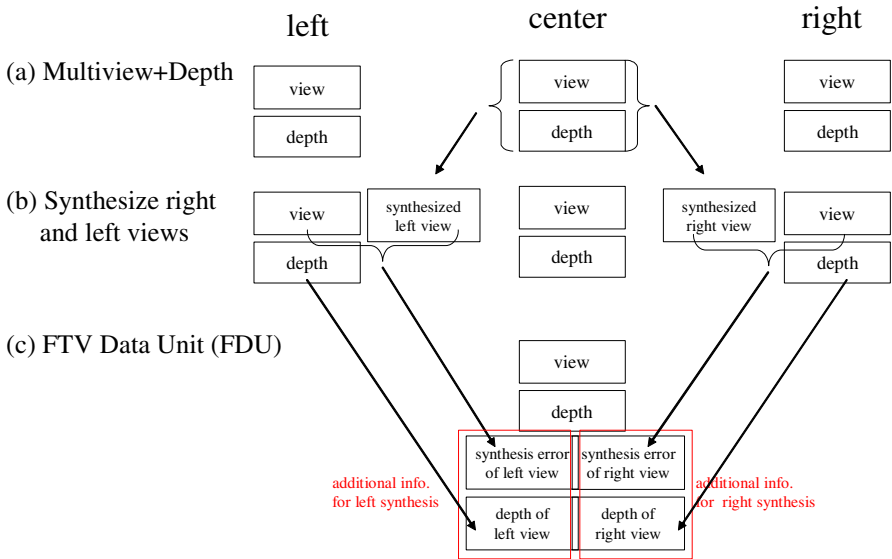 left
center
right
(a) Multiview+Depth
view
view
view
depth
depth
depth
(b) Synthesize right
and left views
view
synthesized
left view
view
synthesized
right view
view
depth
depth
depth
(c) FTV Data Unit (FDU)
view
depth
synthesis error
of left view
synthesis error
of right view
additional info.
for left synthesis
additional info.
for right synthesis
depth of
left view
depth of
right view